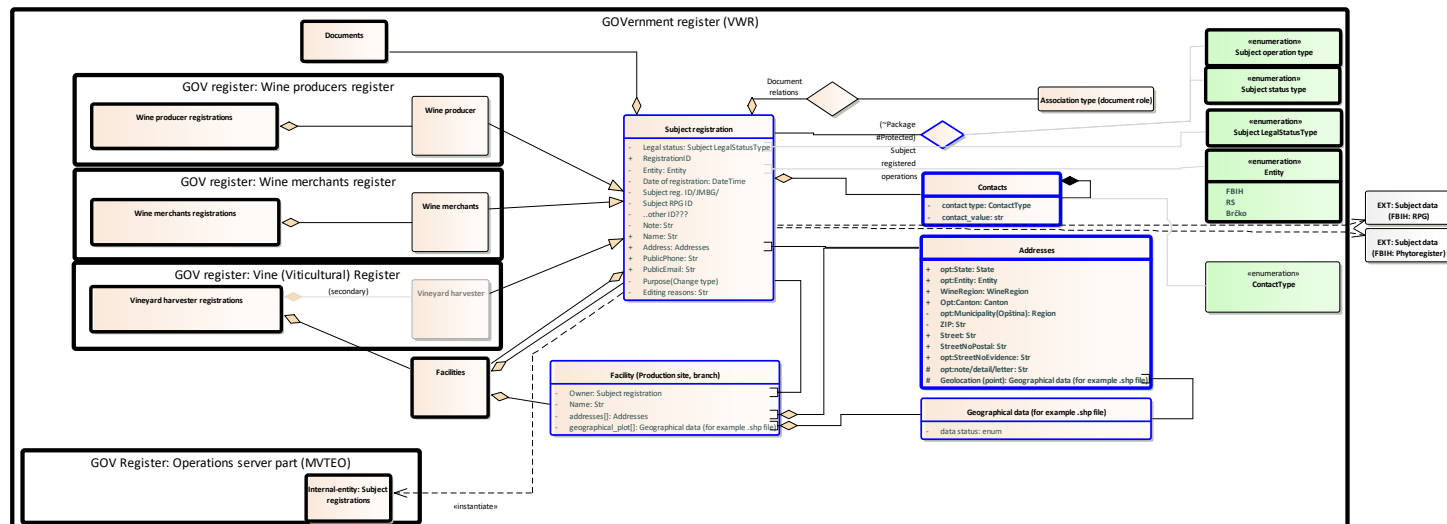 GOVernment register (VWR)
Documents
GOV register: Wine producers register
Wine producer registrations
Wine producer
GOV register: Wine merchants register
Wine merchants registrations
Wine merchants
GOV register: Vine (Viticultural) Register
Vineyard harvester registrations
(secondary)
Vineyard harvester
Facilities
GOV Register: Operations server part (MVTEO)
Internal-entity: Subject
registrations
«instantiate»
Subject registration
- Legal status: Subject LegalStatusType
+ RegistrationID
- Entity: Entity
- Date of registration: DateTime
- Subject reg. ID/JMBG/
- Subject RPG ID
- ..other ID???
- Note: Str
+ Name: Str
+ Address: Addresses
+ PublicPhone: Str
+ PublicEmail: Str
- Purpose(Change type)
- Editing reasons: Str
Facility (Production site, branch)
- Owner: Subject registration
- Name: Str
- addresses[]: Addresses
- geographical_plot[]: Geographical data (for example .shp file)
Document
relations
Association type (document role)
(~Package
#Protected)
Subject
registered
operations
Contacts
- contact type: ContactType
- contact_value: str
Addresses
+ opt:State: State
+ opt:Entity: Entity
+ WineRegion: WineRegion
+ Opt:Canton: Canton
- opt:Municipality(Opština): Region
- ZIP: Str
+ Street: Str
+ StreetNoPostal: Str
+ opt:StreetNoEvidence: Str
# opt:note/detail/letter: Str
# Geolocation (point): Geographical data (for example .shp file)
Geographical data (for example .shp file)
- data status: enum
«enumeration»
Subject operation type
«enumeration»
Subject status type
«enumeration»
Subject LegalStatusType
«enumeration»
Entity
FBIH
RS
Brčko
«enumeration»
ContactType
EXT: Subject data
(FBIH: RPG)
EXT: Subject data
(FBIH: Phytoregister)